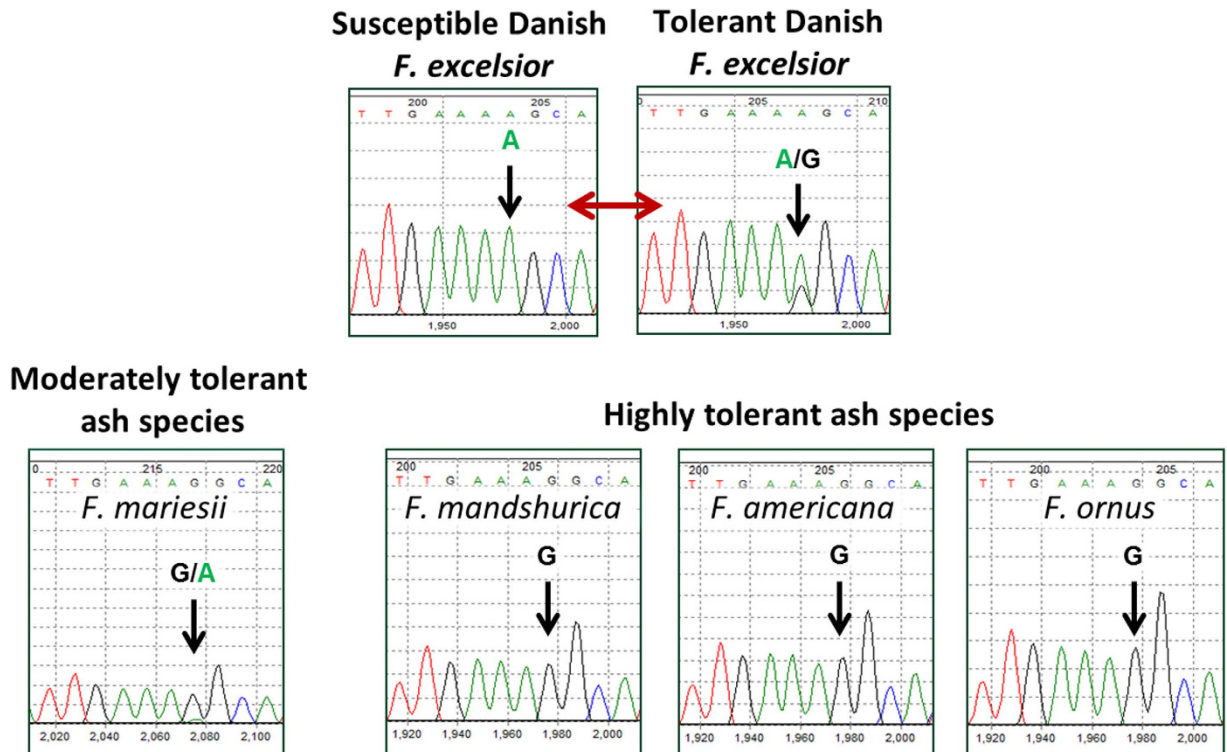 Susceptible Danish
F. excelsior
200 205
T T G A A A A G C A
A
1,950 2,000
Tolerant Danish
F. excelsior
0 205 210
T T G A A A A G C A
A/G
1,950 2,000
Moderately tolerant
ash species
0 215 220
T T G A A A G G C A
F. mariesii
G/A
2,020 2,040 2,060 2,080 2,100
Highly tolerant ash species
200 205
T T G A A A G G C A
F. mandshurica
G
1,920 1,940 1,960 1,980 2,000
200 205
T T G A A A G G C A
F. americana
G
1,920 1,940 1,960 1,980 2,000
200 205
T T G A A A G G C A
F. ornus
G
1,920 1,940 1,960 1,980 2,000